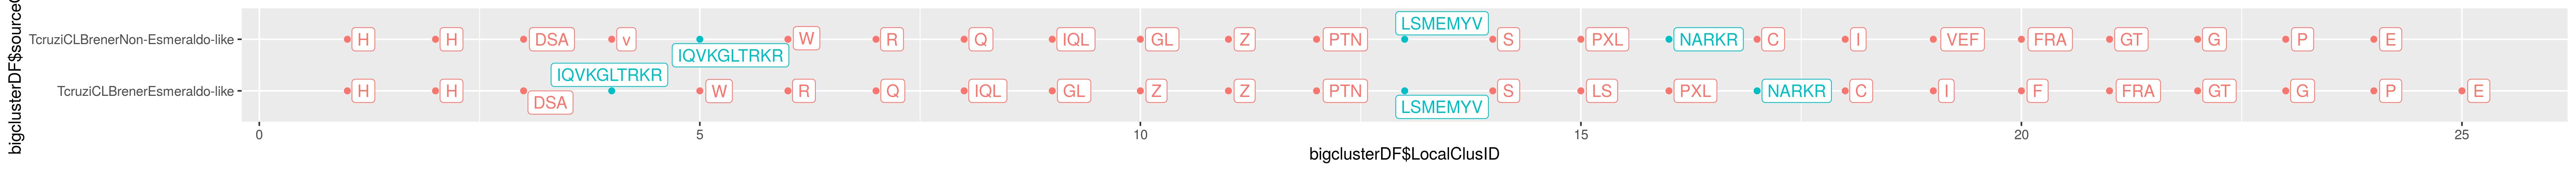 bigclusterDF$source
TcruziCLBrenerNon-Esmeraldo-like
H H DSA v IQVKGLTRKR W R Q IQL GL Z PTN LSMEMYV S PXL NARKR C I VEF FRA GT G P E
TcruziCLBrenerEsmeraldo-like
H H DSA IQVKGLTRKR W R Q IQL GL Z Z PTN LSMEMYV S LS PXL NARKR C I F FRA GT G P E
0 5 10 15 20 25
bigclusterDF$LocalClusID